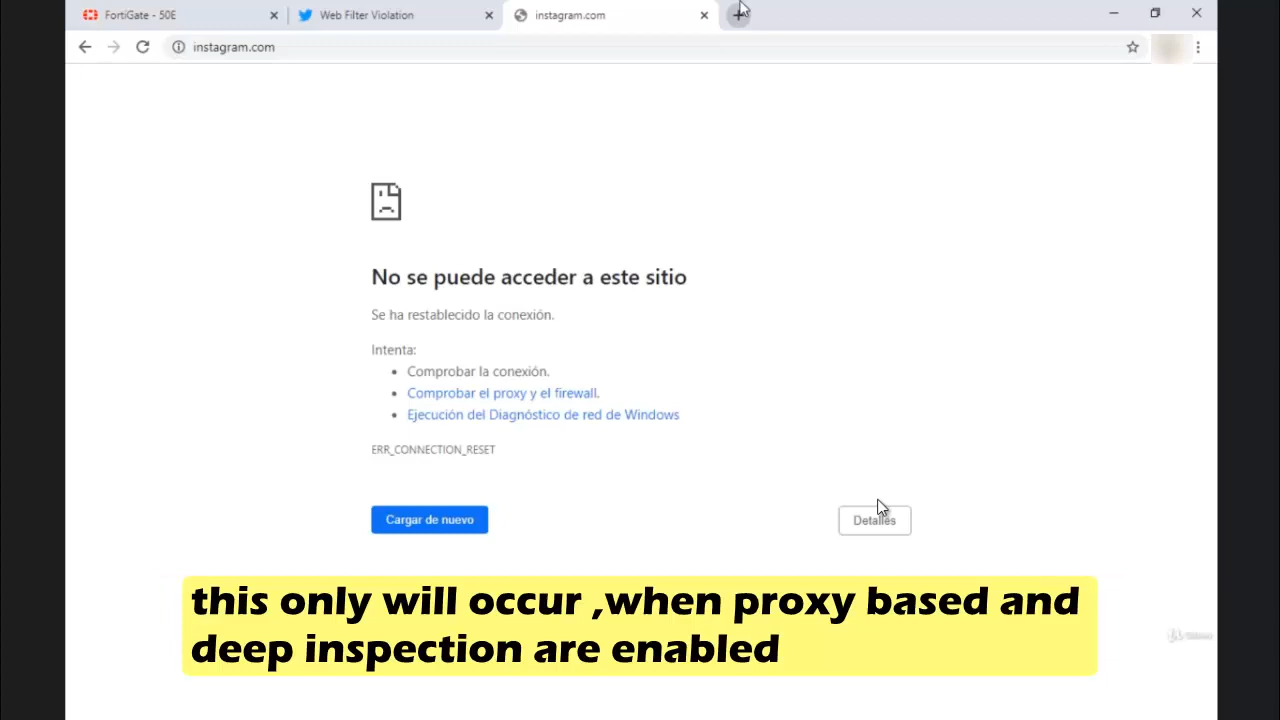 FortiGate - 50E
Web Filter Violation
instagram.com
instagram.com
No se puede acceder a este sitio
Se ha restablecido la conexión.
Intenta:
Comprobar la conexión.
Comprobar el proxy y el firewall.
Ejecución del Diagnóstico de red de Windows
ERR_CONNECTION_RESET
Cargar de nuevo
Detalles
this only will occur ,when proxy based and
deep inspection are enabled